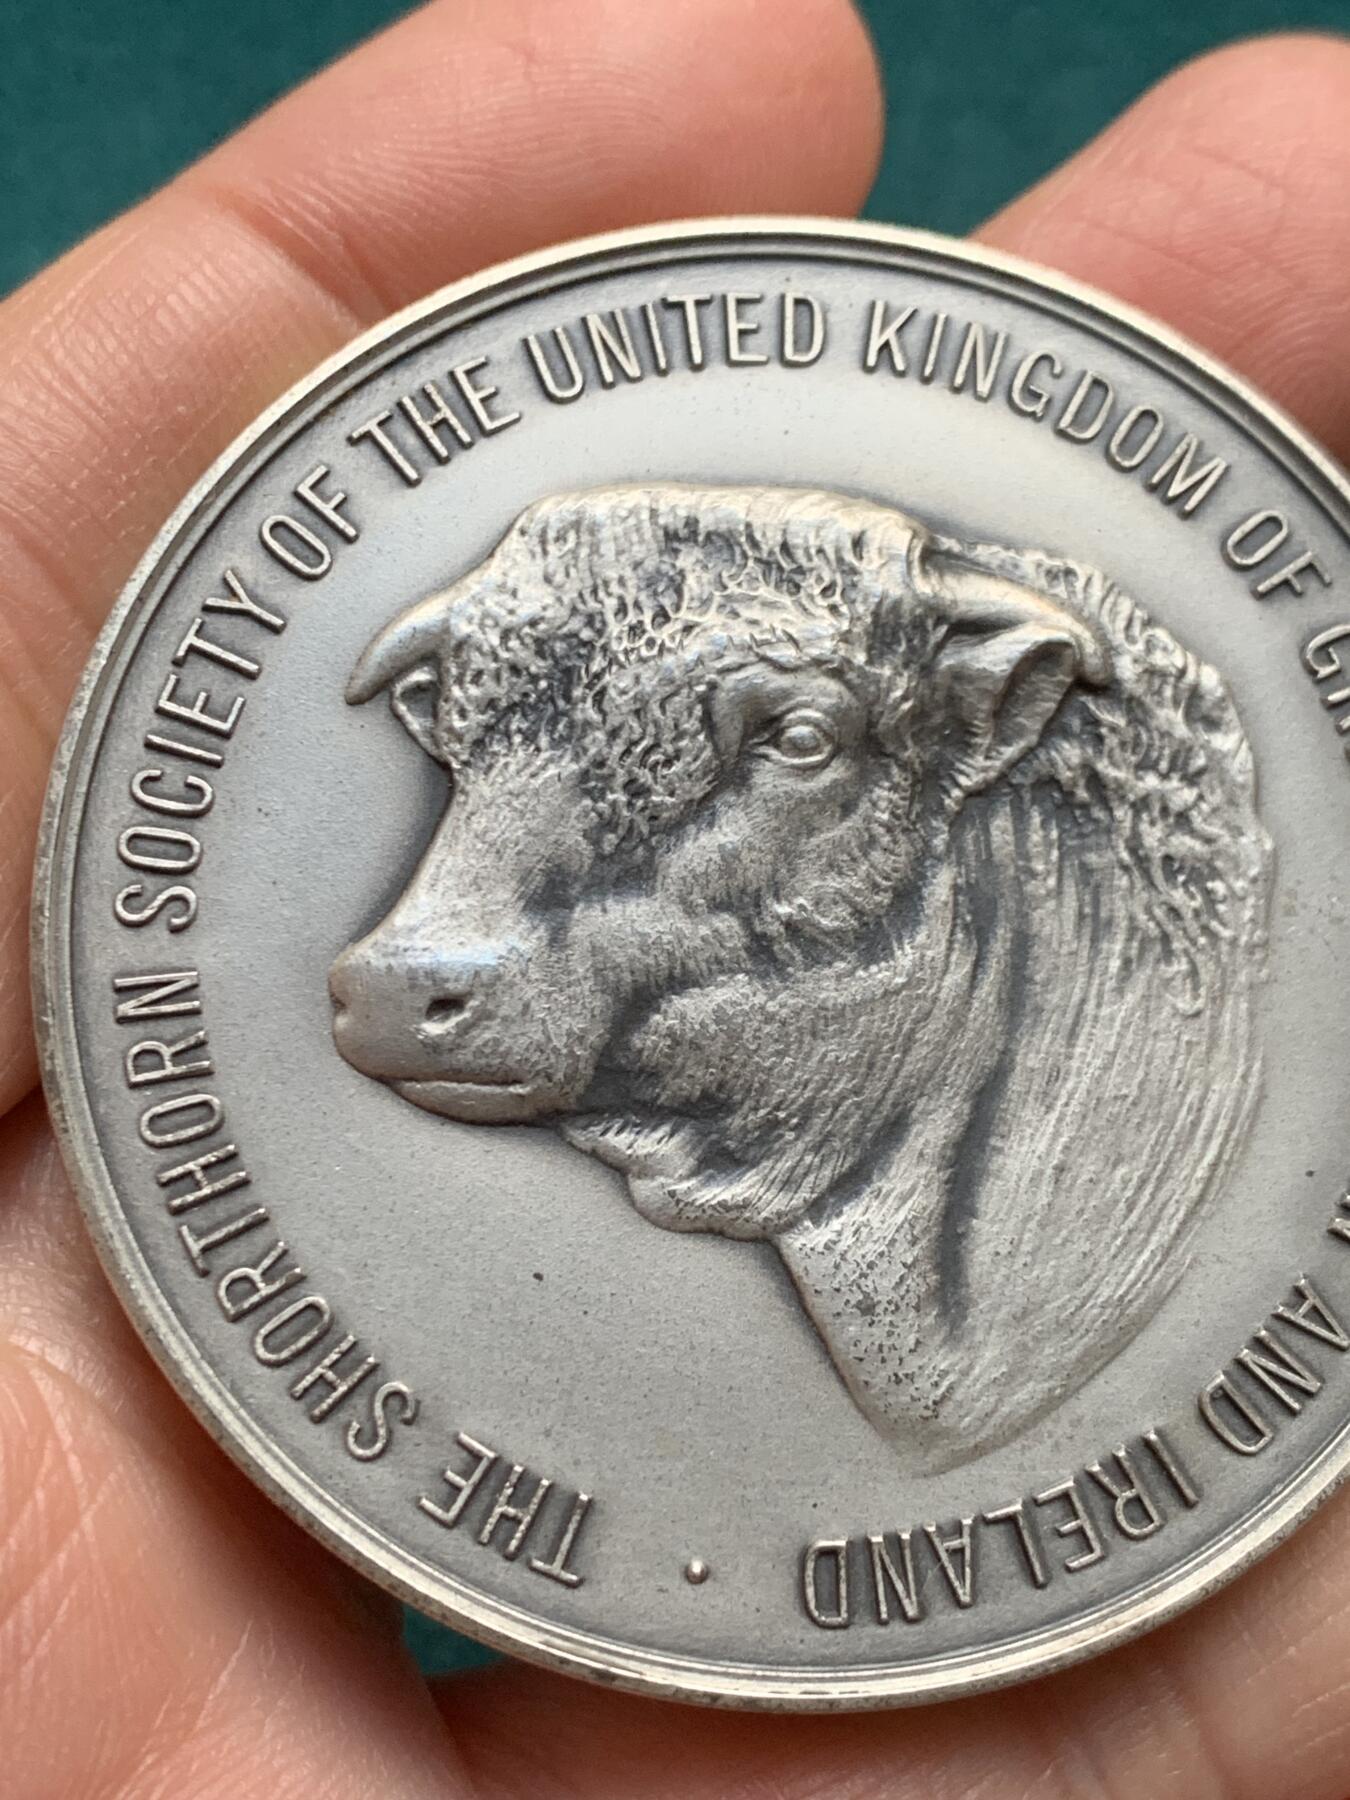 THE SHORTHORN SOCIETY OF THE UNITED KINGDOM OF AND IRELAND